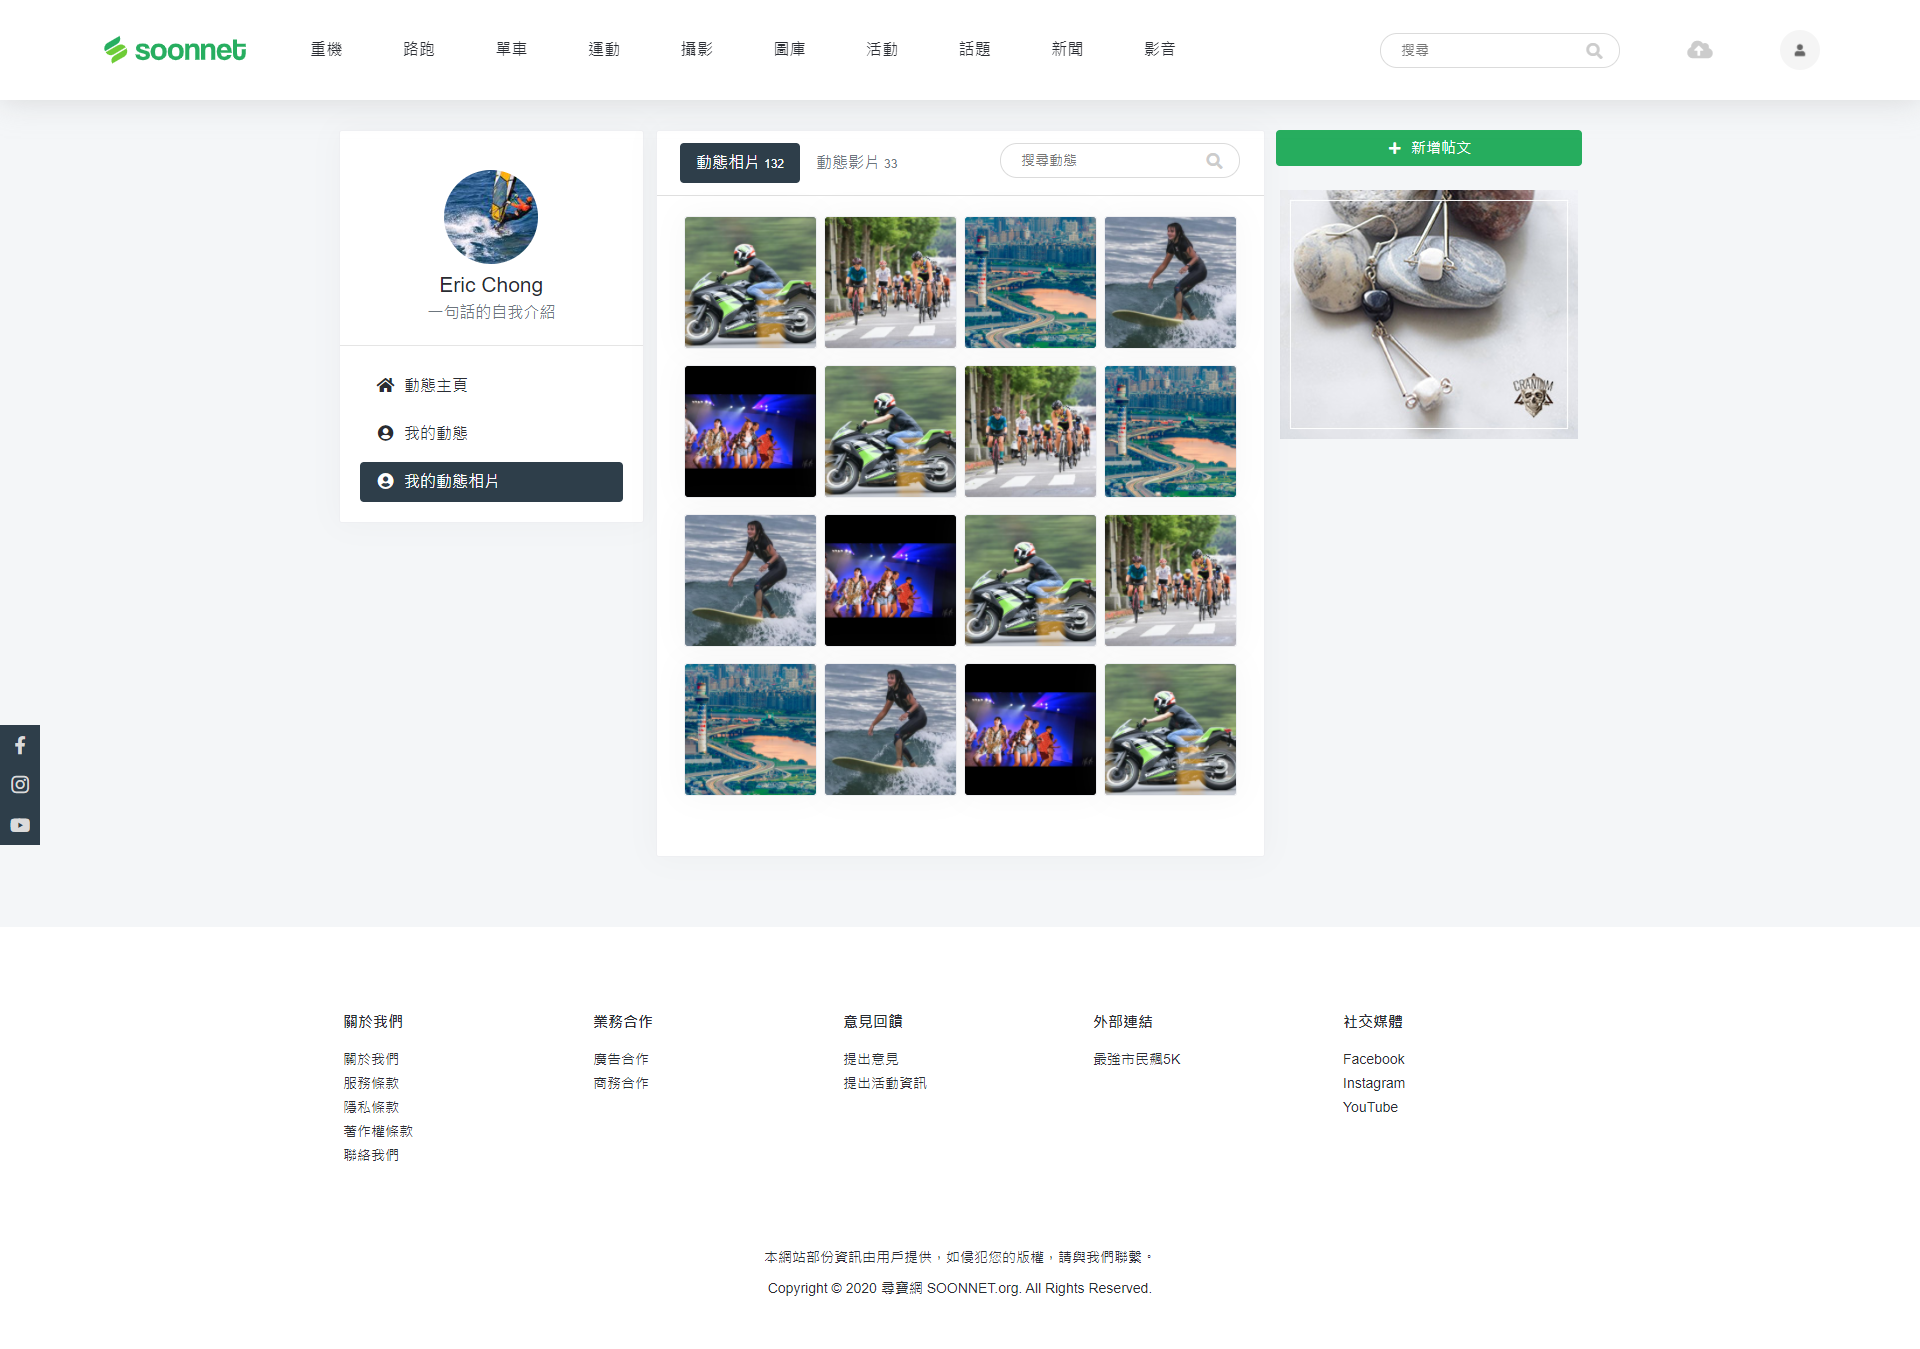 soonnet
重機
路跑
單車
運動
攝影
圖庫
活動
話題
新聞
影音
搜尋
Eric Chong
一句話的自我介紹
動態主頁
我的動態
我的動態相片
動態相片 132
動態影片 33
搜尋動態
新增帖文
CRANIUM
關於我們
關於我們
服務條款
隱私條款
著作權條款
聯絡我們
業務合作
廣告合作
商務合作
意見回饋
提出意見
提出活動資訊
外部連結
最強市民飆5K
社交媒體
Facebook
Instagram
YouTube
本網站部份資訊由用戶提供，如侵犯您的版權，請與我們聯繫。
Copyright © 2020 尋寶網 SOONNET.org. All Rights Reserved.